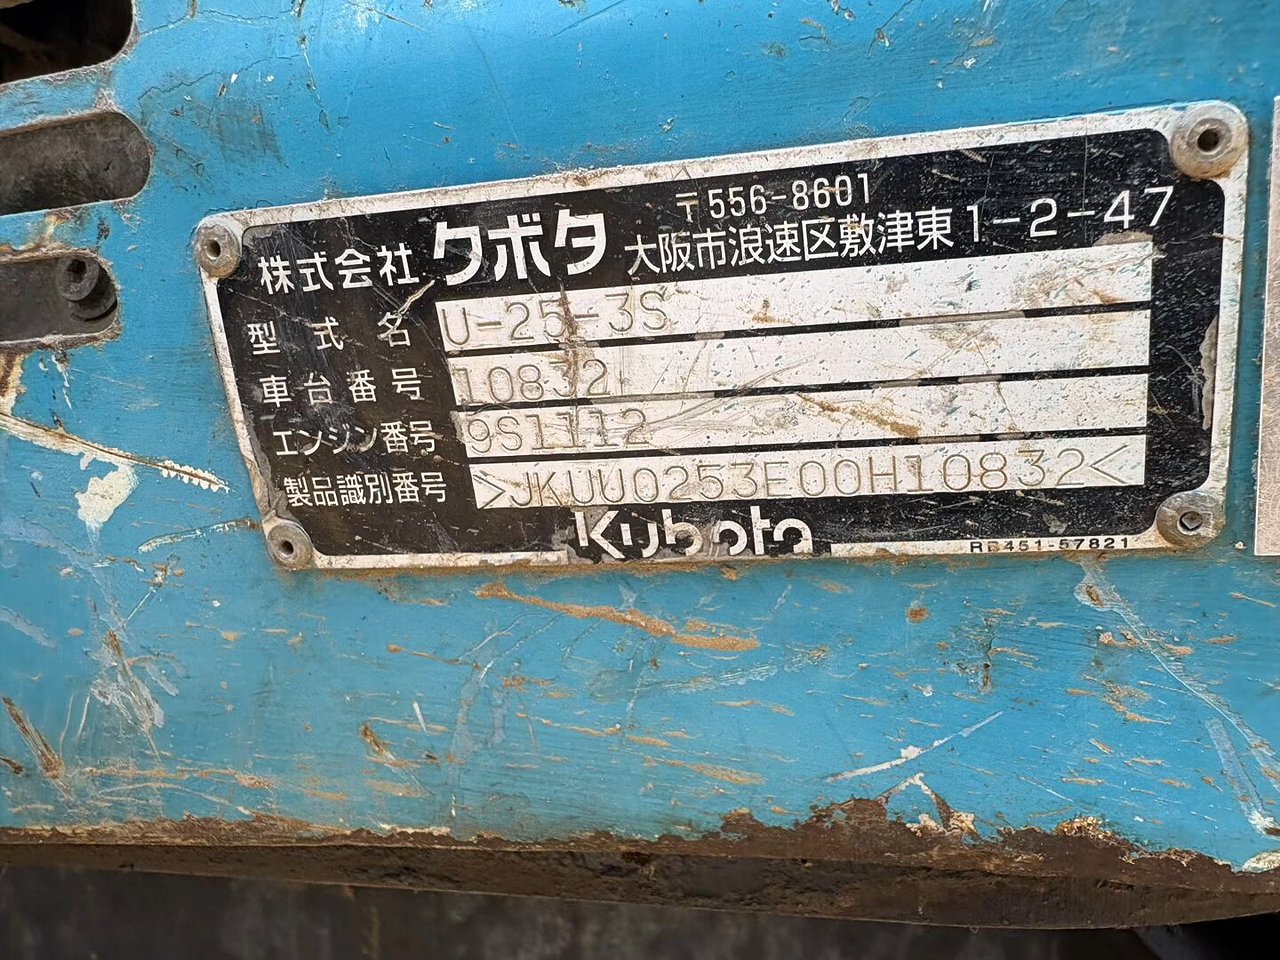 〒556-8601
株式会社 クボタ 大阪市浪速区敷津東1-2-47
型式名 U-25-3S
車台番号 10832
エンジン番号 9S1112
製品識別番号 >JKUU0253E00H10832<
Kubota
RD451-57821